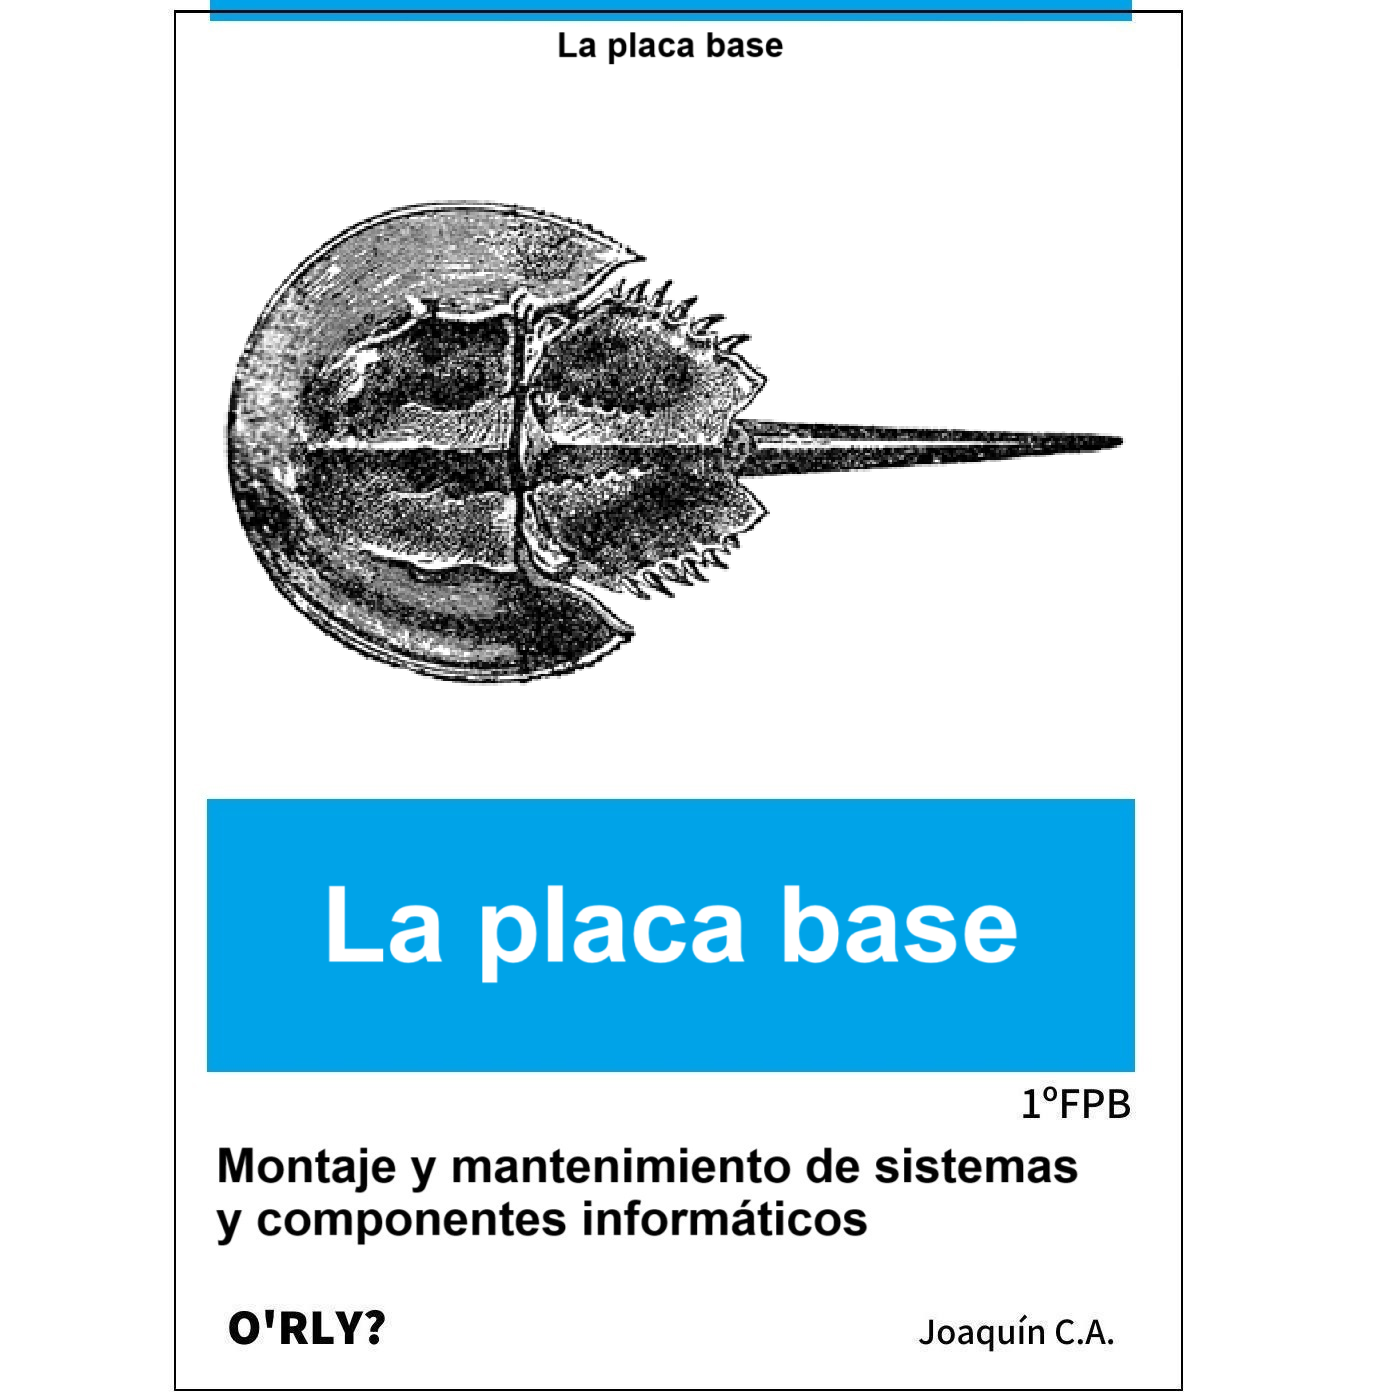 La placa base
La placa base
1ºFPB
Montaje y mantenimiento de sistemas
y componentes informáticos
O'RLY?
Joaquín C.A.